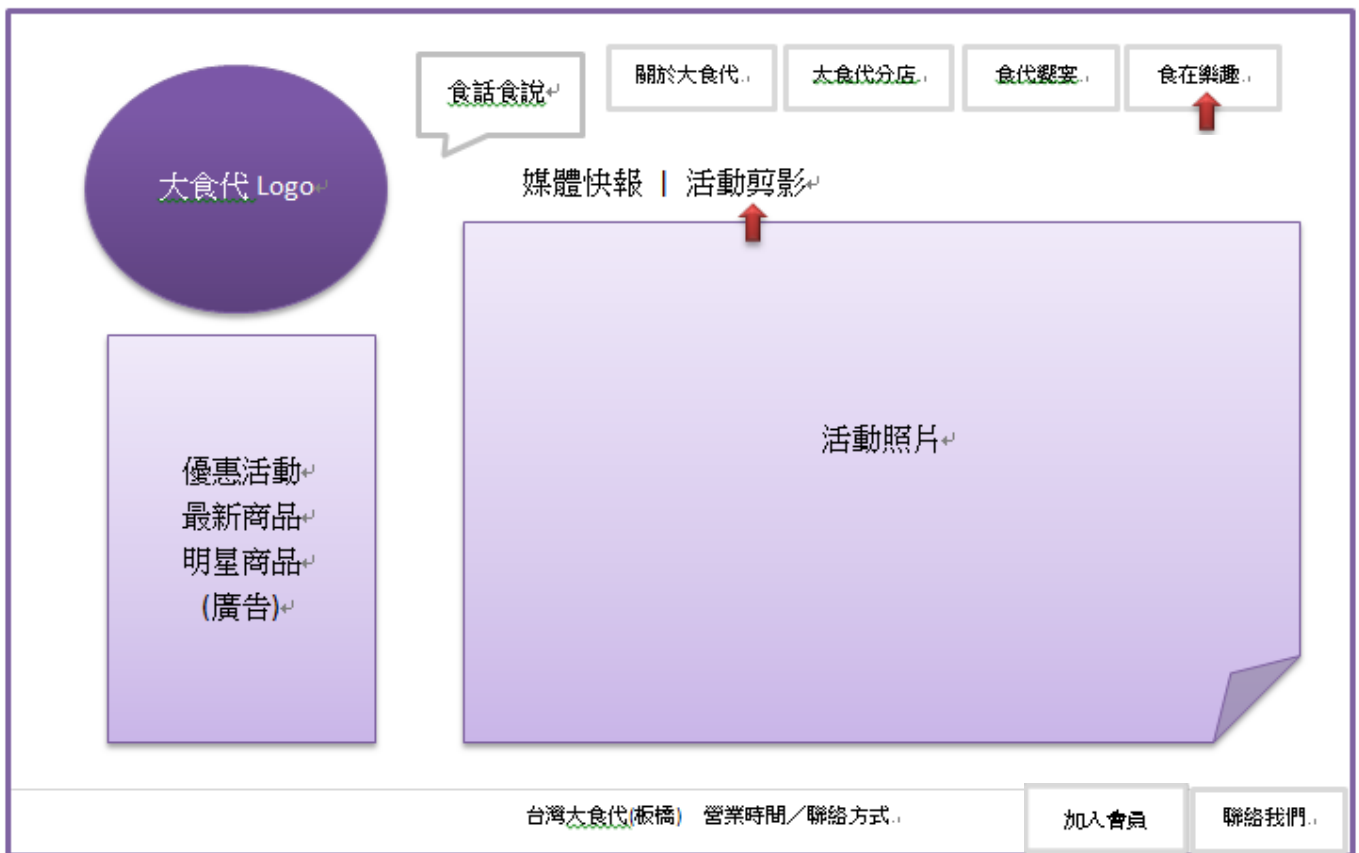 食話食說
關於大食代
大食代分店
食代饗宴
食在樂趣
大食代 Logo
媒體快報 | 活動剪影
活動照片
優惠活動
最新商品
明星商品
(廣告)
台灣大食代(板橋) 營業時間／聯絡方式
加入會員
聯絡我們